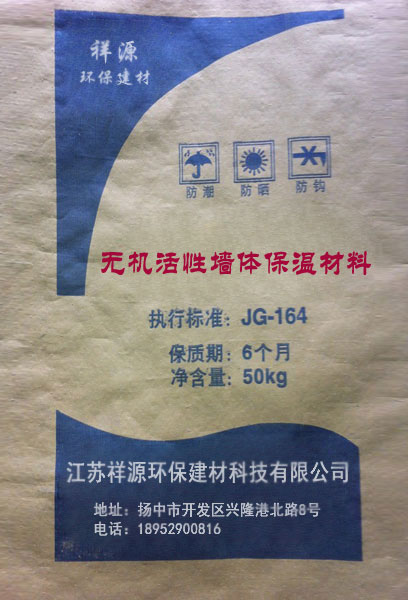 祥源
环保建材
防潮 防晒 防钩
无机活性墙体保温材料
执行标准：JG-164
保质期：6个月
净含量：50kg
江苏祥源环保建材科技有限公司
地址：扬中市开发区兴隆港北路8号
电话：18952900816